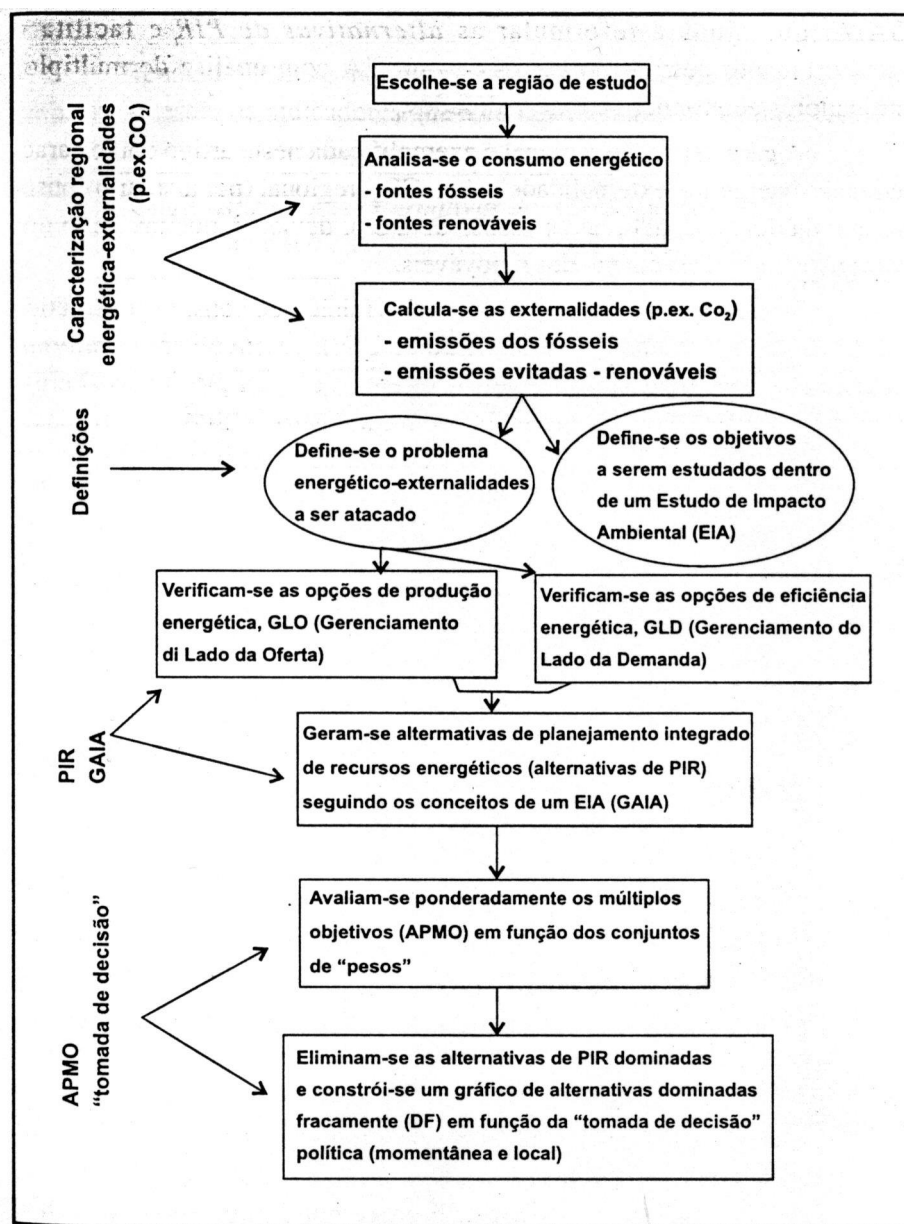 Escolhe-se a região de estudo
Caracterização regional
energética-externalidades
(p.ex.CO₂)
Analisa-se o consumo energético
- fontes fósseis
- fontes renováveis
Calcula-se as externalidades (p.ex. Co₂)
- emissões dos fósseis
- emissões evitadas - renováveis
Definições
Define-se o problema
energético-externalidades
a ser atacado
Define-se os objetivos
a serem estudados dentro
de um Estudo de Impacto
Ambiental (EIA)
Verificam-se as opções de produção
energética, GLO (Gerenciamento
di Lado da Oferta)
Verificam-se as opções de eficiência
energética, GLD (Gerenciamento do
Lado da Demanda)
PIR
GAIA
Geram-se altermativas de planejamento integrado
de recursos energéticos (alternativas de PIR)
seguindo os conceitos de um EIA (GAIA)
APMO
“tomada de decisão”
Avaliam-se ponderadamente os múltiplos
objetivos (APMO) em função dos conjuntos
de “pesos”
Eliminam-se as alternativas de PIR dominadas
e constrói-se um gráfico de alternativas dominadas
fracamente (DF) em função da “tomada de decisão”
política (momentânea e local)